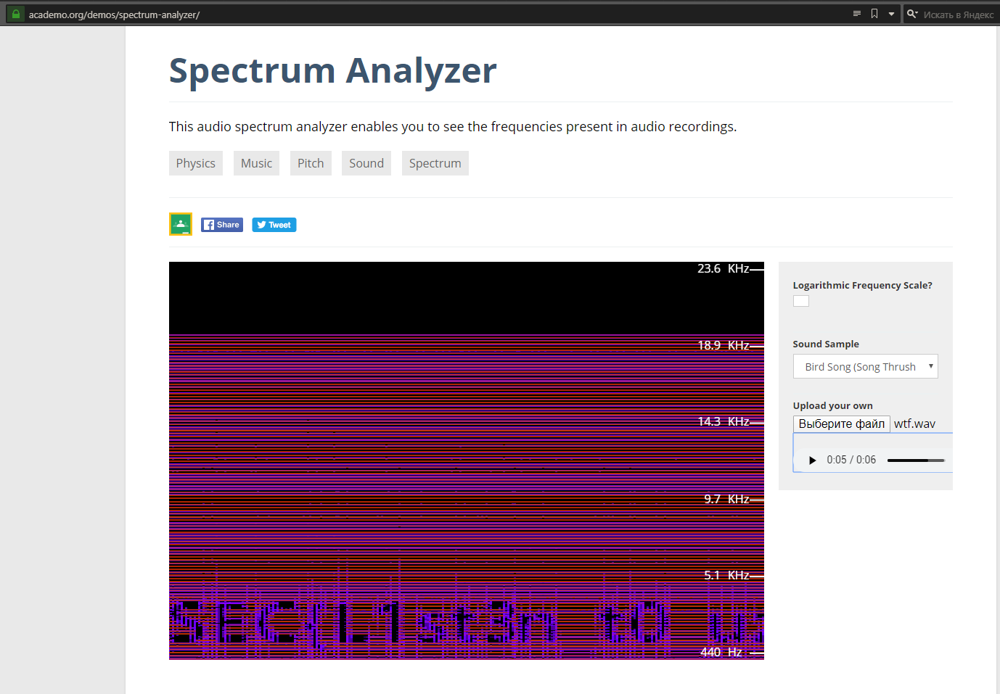 academo.org/demos/spectrum-analyzer/
Искать в Яндекс
Spectrum Analyzer
This audio spectrum analyzer enables you to see the frequencies present in audio recordings.
Physics Music Pitch Sound Spectrum
Share Tweet
23.6 KHz
18.9 KHz
14.3 KHz
9.7 KHz
5.1 KHz
440 Hz
Logarithmic Frequency Scale?
Sound Sample
Bird Song (Song Thrush
Upload your own
Выберите файл wtf.wav
0:05 / 0:06